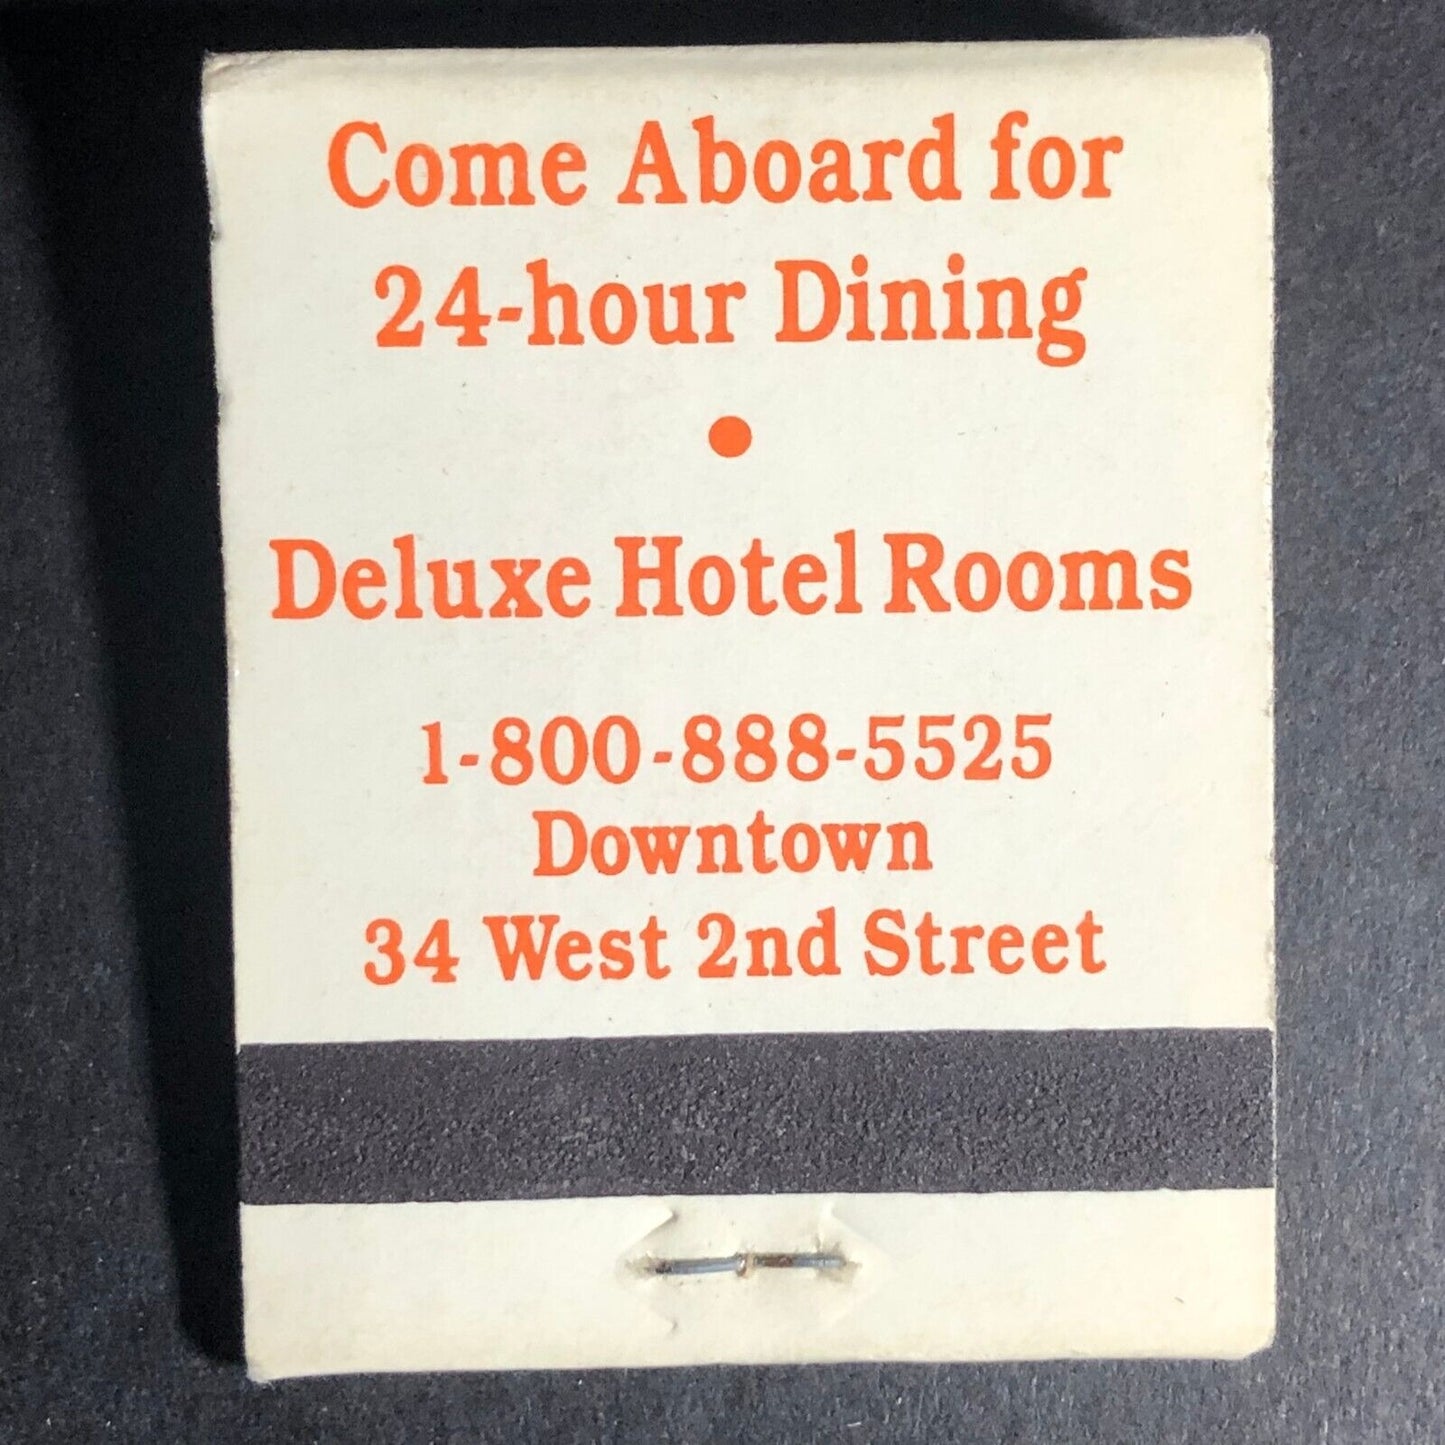 Come Aboard for
24-hour Dining
•
Deluxe Hotel Rooms
1-800-888-5525
Downtown
34 West 2nd Street